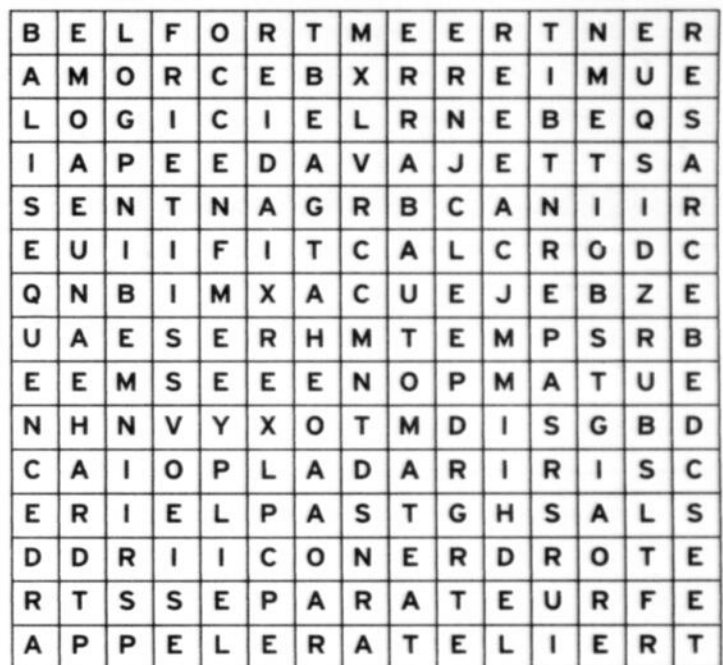 B E L F O R T M E E R T N E R
A M O R C E B X R R E I M U E
L O G I C I E L R N E B E Q S
I A P E E D A V A J E T T S A
S E N T N A G R B C A N I I R
E U I I F I T C A L C R O D C
Q N B I M X A C U E J E B Z E
U A E S E R H M T E M P S R B
E E M S E E E N O P M A T U E
N H N V Y X O T M D I S G B D
C A I O P L A D A R I R I S C
E R I E L P A S T G H S A L S
D D R I I C O N E R D R O T E
R T S S E P A R A T E U R F E
A P P E L E R A T E L I E R T